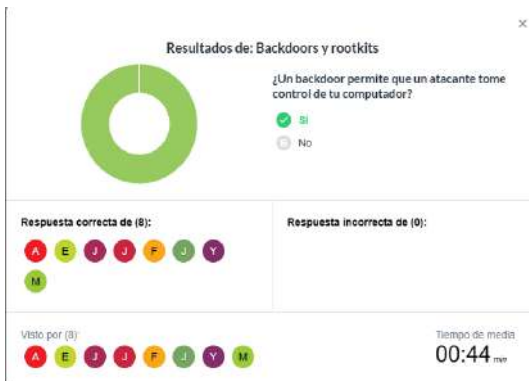 Resultados de: Backdoors y rootkits
¿Un backdoor permite que un atacante tome
control de tu computador?
Si
No
Respuesta correcta de (8):
Respuesta incorrecta de (0):
A E J J F J Y
M
Visto por (8):
Tiempo de media
A E J J F J Y M
00:44